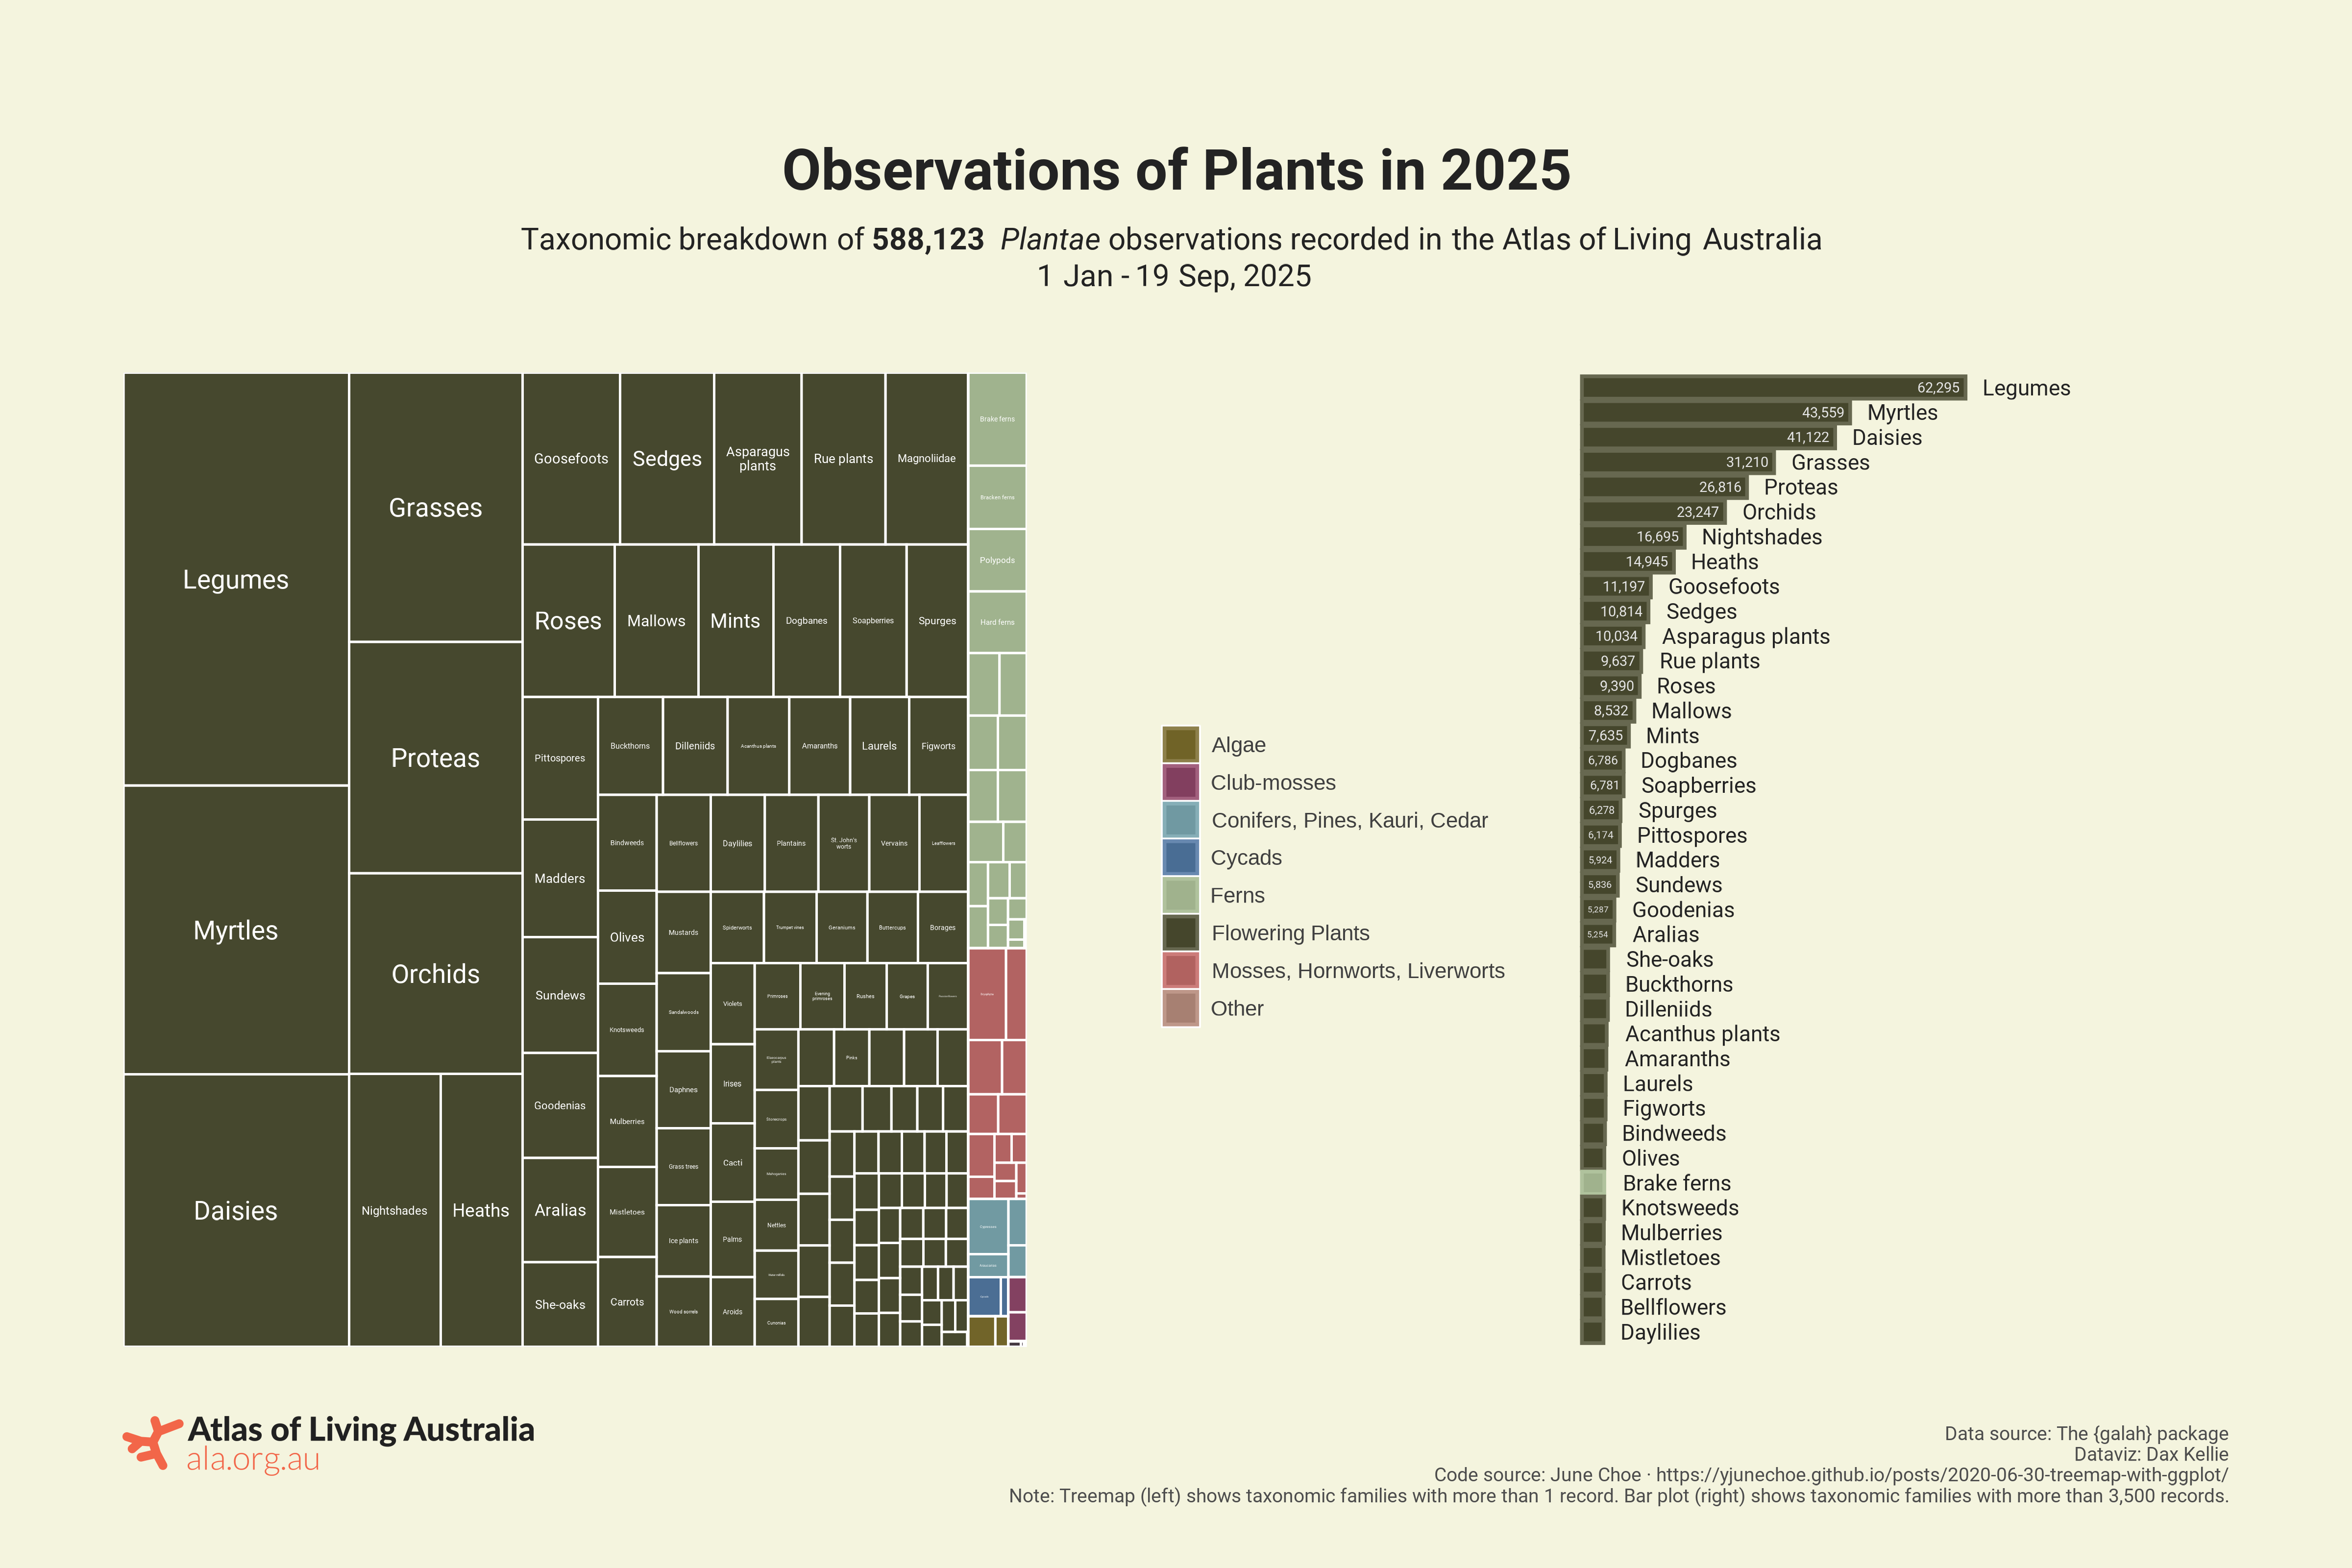 Observations of Plants in 2025
Taxonomic breakdown of 588,123 Plantae observations recorded in the Atlas of Living Australia
1 Jan - 19 Sep, 2025
Legumes
Myrtles
Daisies
Grasses
Proteas
Orchids
Nightshades
Heaths
Goosefoots
Sedges
Asparagus
plants
Rue plants
Magnoliidae
Roses
Mallows
Mints
Dogbanes
Soapberries
Spurges
Pittospores
Madders
Sundews
Goodenias
Aralias
She-oaks
Buckthorns
Dilleniids
Acanthus plants
Amaranths
Laurels
Figworts
Bindweeds
Olives
Knotsweeds
Mulberries
Mistletoes
Carrots
Bellflowers
Mustards
Sandalwoods
Daphnes
Grass trees
Ice plants
Wood sorrels
Daylilies
Plantains
St. John's
worts
Vervains
Leafflowers
Spiderworts
Trumpet vines
Geraniums
Buttercups
Borages
Violets
Irises
Cacti
Palms
Aroids
Primroses
Evening
primroses
Rushes
Grapes
Stonecrops
Mahoganies
Nettles
Pinks
Brake ferns
Bracken ferns
Polypods
Hard ferns
Algae
Club-mosses
Conifers, Pines, Kauri, Cedar
Cycads
Ferns
Flowering Plants
Mosses, Hornworts, Liverworts
Other
62,295 Legumes
43,559 Myrtles
41,122 Daisies
31,210 Grasses
26,816 Proteas
23,247 Orchids
16,695 Nightshades
14,945 Heaths
11,197 Goosefoots
10,814 Sedges
10,034 Asparagus plants
9,637 Rue plants
9,390 Roses
8,532 Mallows
7,635 Mints
6,786 Dogbanes
6,781 Soapberries
6,278 Spurges
6,174 Pittospores
5,924 Madders
5,836 Sundews
5,287 Goodenias
5,254 Aralias
She-oaks
Buckthorns
Dilleniids
Acanthus plants
Amaranths
Laurels
Figworts
Bindweeds
Olives
Brake ferns
Knotsweeds
Mulberries
Mistletoes
Carrots
Bellflowers
Daylilies
Atlas of Living Australia
ala.org.au
Data source: The {galah} package
Dataviz: Dax Kellie
Code source: June Choe · https://yjunechoe.github.io/posts/2020-06-30-treemap-with-ggplot/
Note: Treemap (left) shows taxonomic families with more than 1 record. Bar plot (right) shows taxonomic families with more than 3,500 records.